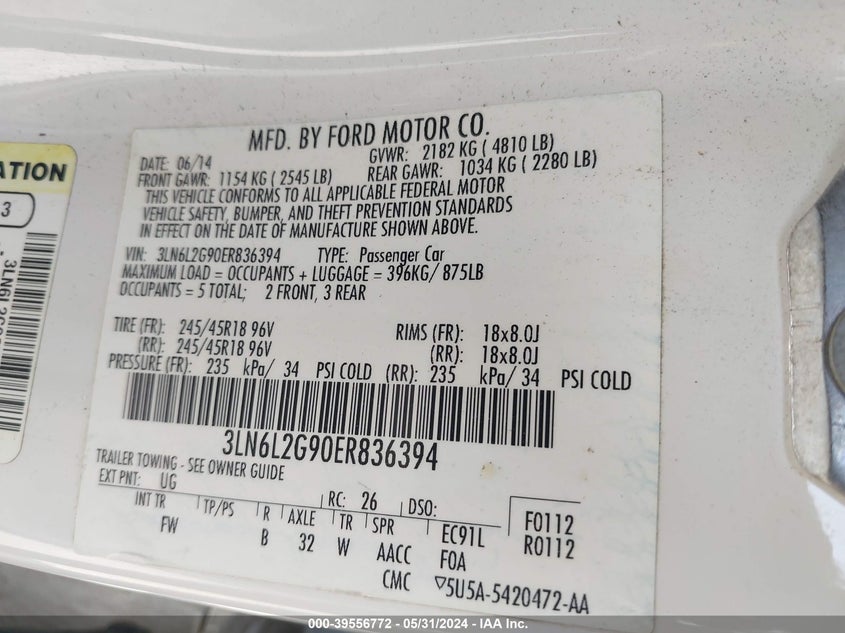 MFD. BY FORD MOTOR CO.
DATE: 06/14 GVWR: 2182 KG ( 4810 LB)
FRONT GAWR: 1154 KG ( 2545 LB) REAR GAWR: 1034 KG ( 2280 LB)
THIS VEHICLE CONFORMS TO ALL APPLICABLE FEDERAL MOTOR
VEHICLE SAFETY, BUMPER, AND THEFT PREVENTION STANDARDS
IN EFFECT ON THE DATE OF MANUFACTURE SHOWN ABOVE.
VIN: 3LN6L2G90ER836394 TYPE: Passenger Car
MAXIMUM LOAD = OCCUPANTS + LUGGAGE = 396KG/ 875LB
OCCUPANTS = 5 TOTAL; 2 FRONT, 3 REAR
TIRE (FR): 245/45R18 96V RIMS (FR): 18x8.0J
(RR): 245/45R18 96V (RR): 18x8.0J
PRESSURE (FR): 235 kPa/ 34 PSI COLD (RR): 235 kPa/ 34 PSI COLD
3LN6L2G90ER836394
TRAILER TOWING - SEE OWNER GUIDE
EXT PNT: UG RC: 26 DSO: F0112
INT TR TP/PS R AXLE TR SPR EC91L R0112
FW B 32 W AACC FOA
CMC 5U5A-5420472-AA
ATION
3
3LN6L2G9
000-39556772 - 05/31/2024 - IAAI.com